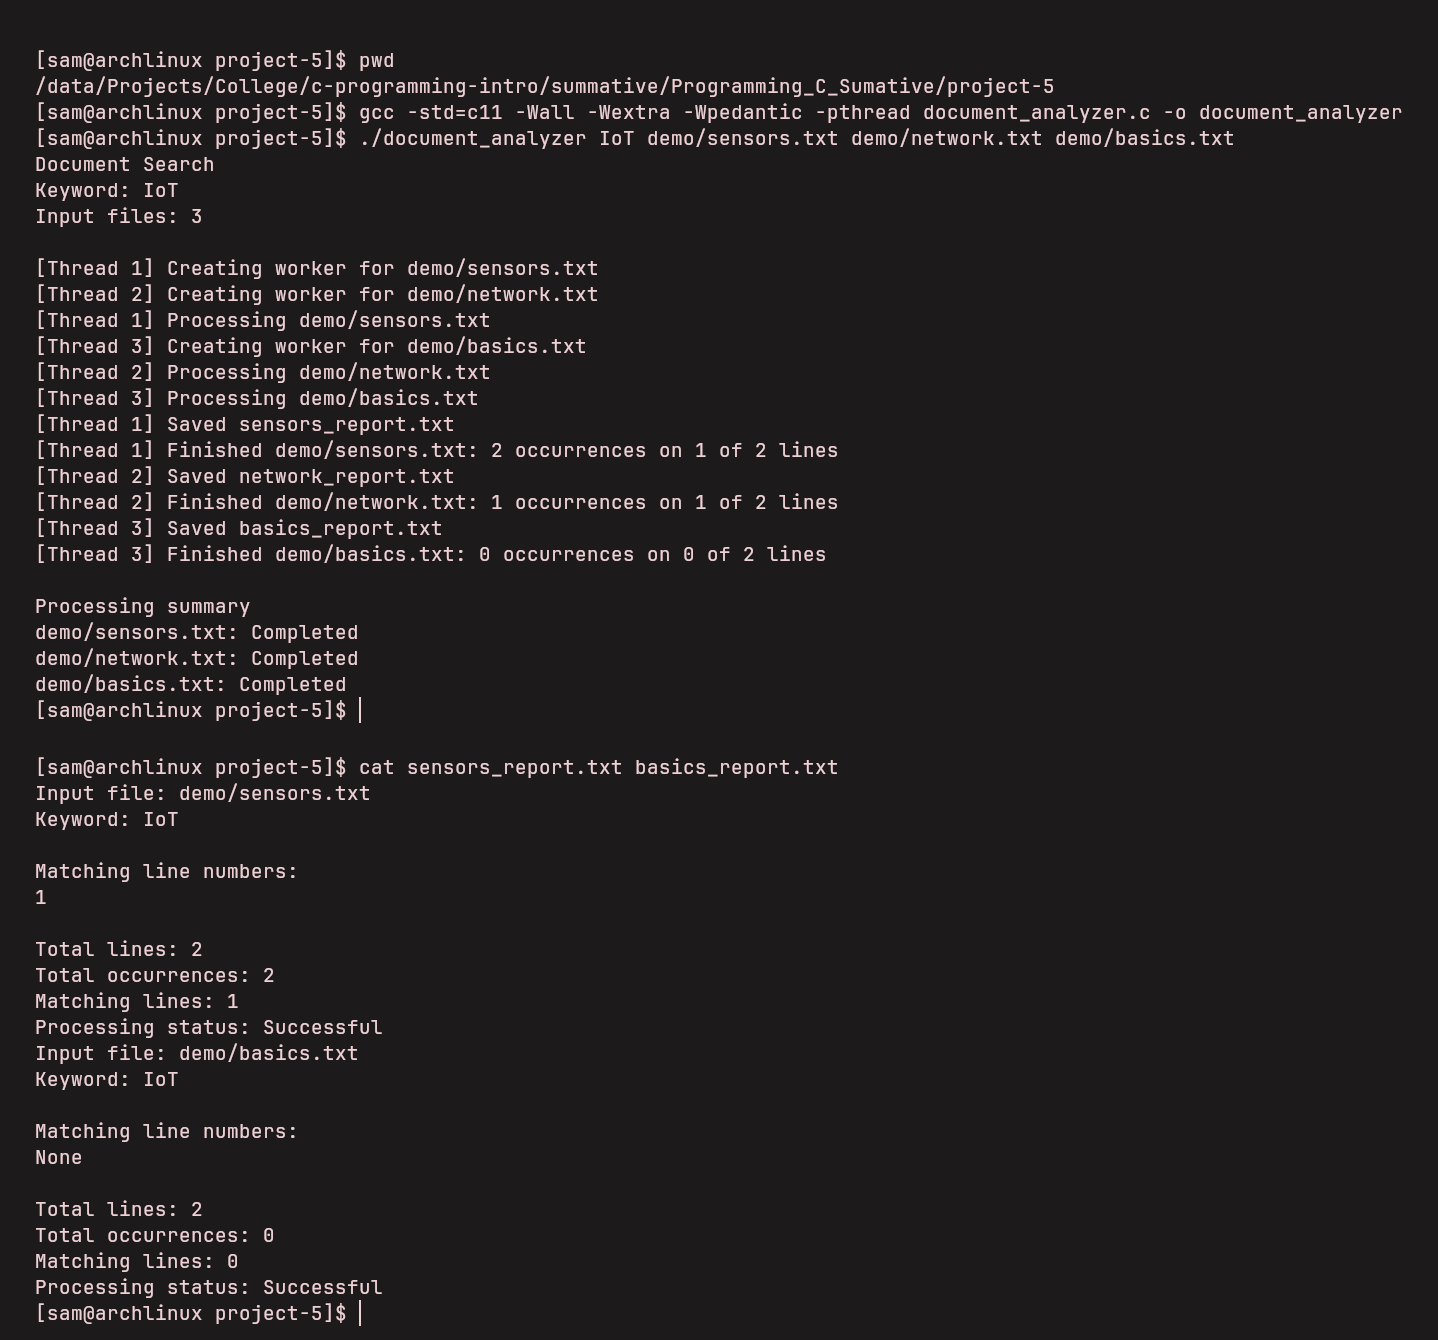 [sam@archlinux project-5]$ pwd
/data/Projects/College/c-programming-intro/summative/Programming_C_Sumative/project-5
[sam@archlinux project-5]$ gcc -std=c11 -Wall -Wextra -Wpedantic -pthread document_analyzer.c -o document_analyzer
[sam@archlinux project-5]$ ./document_analyzer IoT demo/sensors.txt demo/network.txt demo/basics.txt
Document Search
Keyword: IoT
Input files: 3

[Thread 1] Creating worker for demo/sensors.txt
[Thread 2] Creating worker for demo/network.txt
[Thread 1] Processing demo/sensors.txt
[Thread 3] Creating worker for demo/basics.txt
[Thread 2] Processing demo/network.txt
[Thread 3] Processing demo/basics.txt
[Thread 1] Saved sensors_report.txt
[Thread 1] Finished demo/sensors.txt: 2 occurrences on 1 of 2 lines
[Thread 2] Saved network_report.txt
[Thread 2] Finished demo/network.txt: 1 occurrences on 1 of 2 lines
[Thread 3] Saved basics_report.txt
[Thread 3] Finished demo/basics.txt: 0 occurrences on 0 of 2 lines

Processing summary
demo/sensors.txt: Completed
demo/network.txt: Completed
demo/basics.txt: Completed
[sam@archlinux project-5]$

[sam@archlinux project-5]$ cat sensors_report.txt basics_report.txt
Input file: demo/sensors.txt
Keyword: IoT

Matching line numbers:
1

Total lines: 2
Total occurrences: 2
Matching lines: 1
Processing status: Successful
Input file: demo/basics.txt
Keyword: IoT

Matching line numbers:
None

Total lines: 2
Total occurrences: 0
Matching lines: 0
Processing status: Successful
[sam@archlinux project-5]$